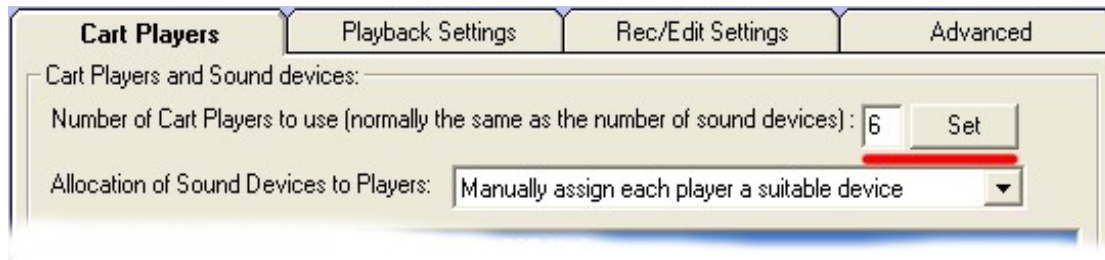 Cart Players Playback Settings Rec/Edit Settings Advanced
Cart Players and Sound devices:
Number of Cart Players to use (normally the same as the number of sound devices) : 6 Set
Allocation of Sound Devices to Players: Manually assign each player a suitable device